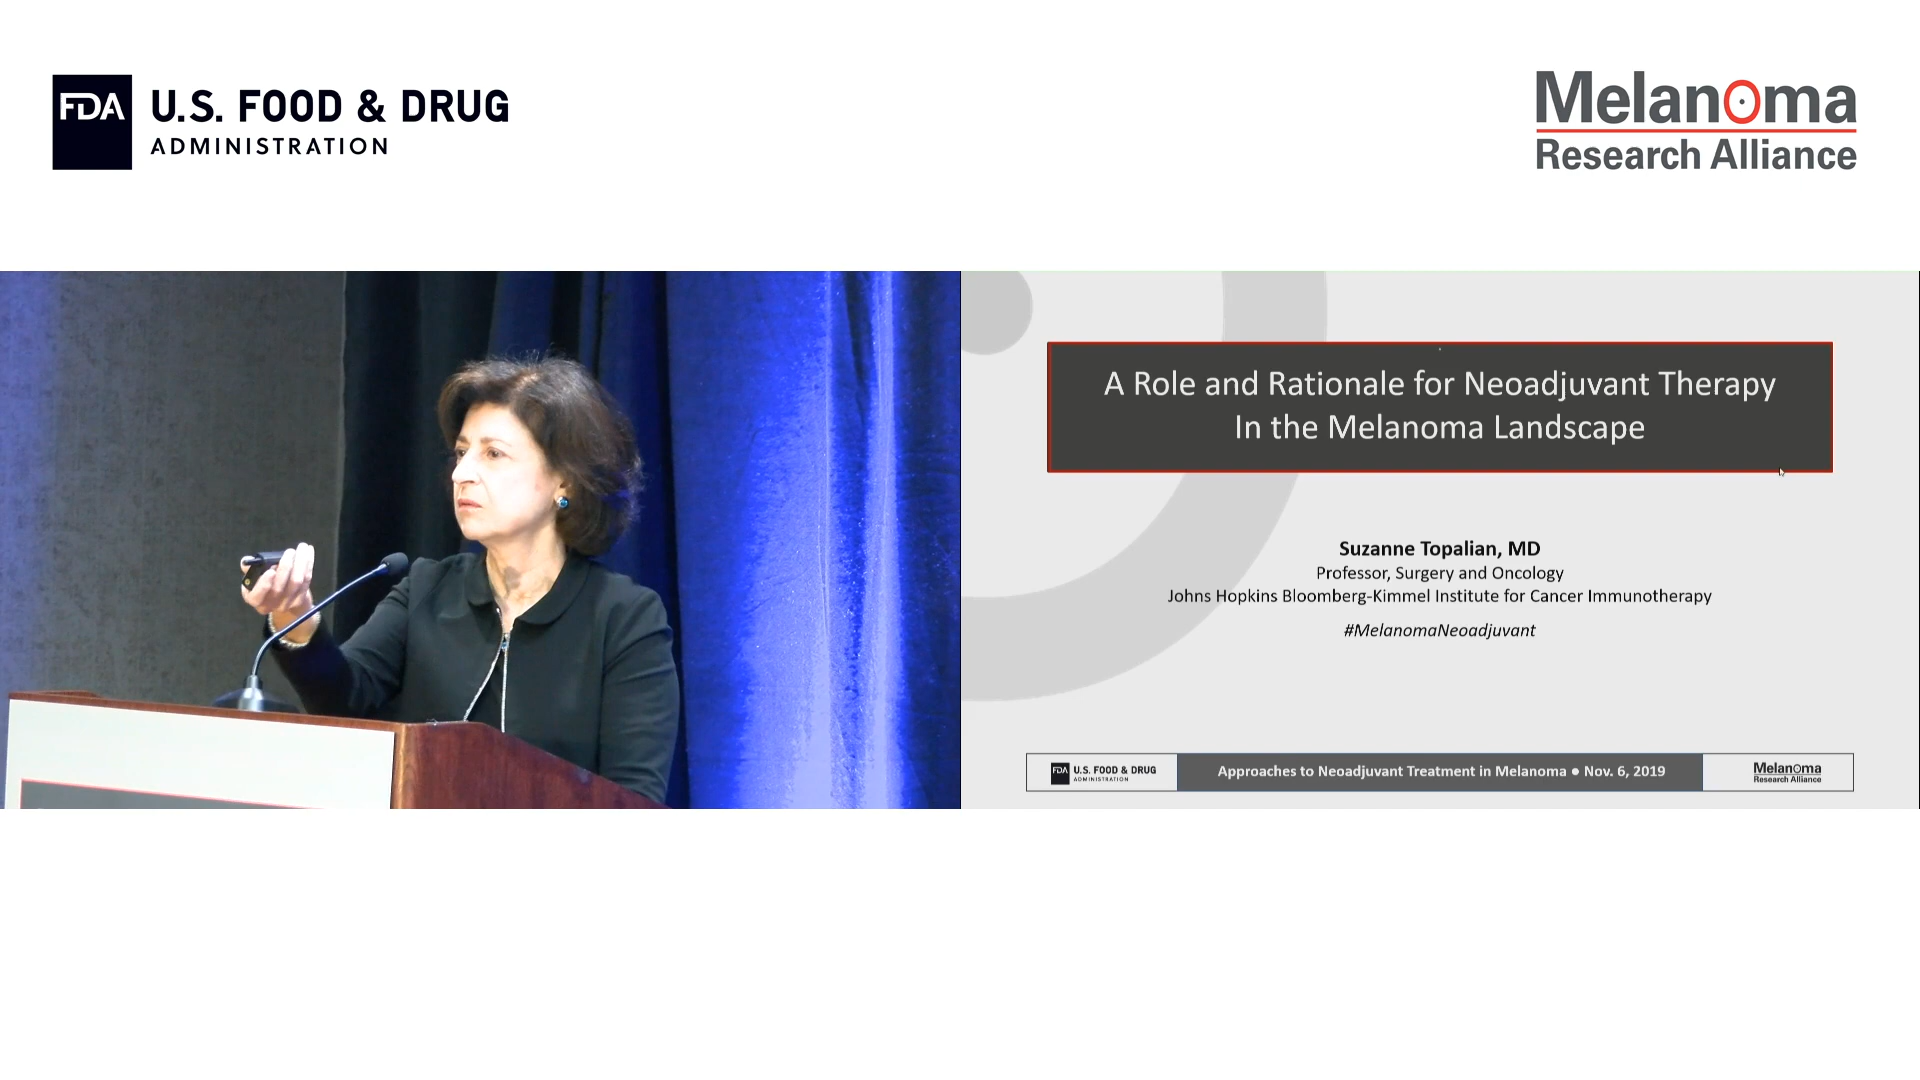 FDA
U.S. FOOD & DRUG
ADMINISTRATION
Melanoma
Research Alliance
A Role and Rationale for Neoadjuvant Therapy
In the Melanoma Landscape
Suzanne Topalian, MD
Professor, Surgery and Oncology
Johns Hopkins Bloomberg-Kimmel Institute for Cancer Immunotherapy
#MelanomaNeoadjuvant
FDA U.S. FOOD & DRUG
ADMINISTRATION
Approaches to Neoadjuvant Treatment in Melanoma ● Nov. 6, 2019
Melanoma
Research Alliance